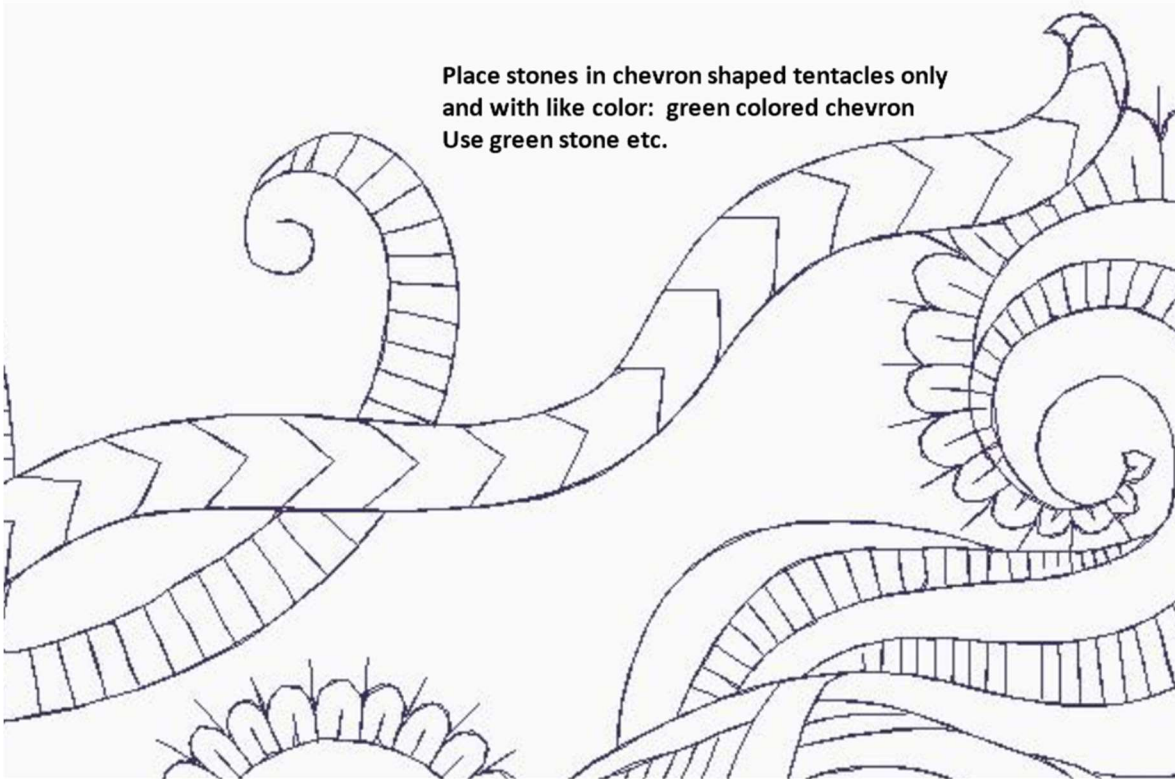 Place stones in chevron shaped tentacles only
and with like color:  green colored chevron
Use green stone etc.